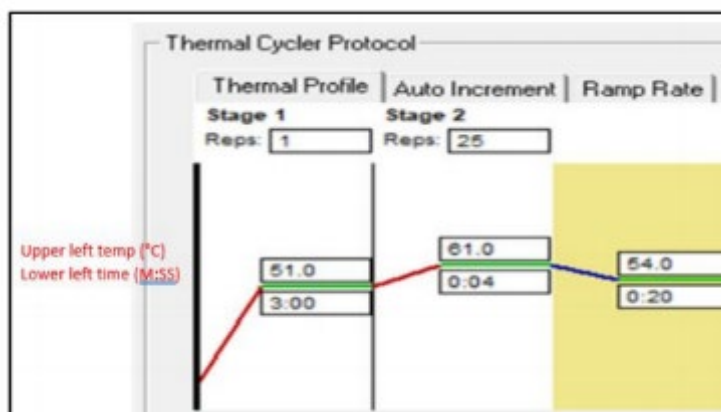 Thermal Cycler Protocol
Thermal Profile Auto Increment Ramp Rate
Stage 1 Stage 2
Reps: 1 Reps: 25
Upper left temp (°C)
Lower left time (M:SS)
51.0
3:00
61.0
0:04
54.0
0:20